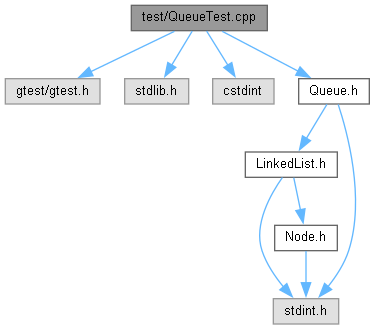 test/QueueTest.cpp
gtest/gtest.h
stdlib.h
cstdint
Queue.h
LinkedList.h
Node.h
stdint.h